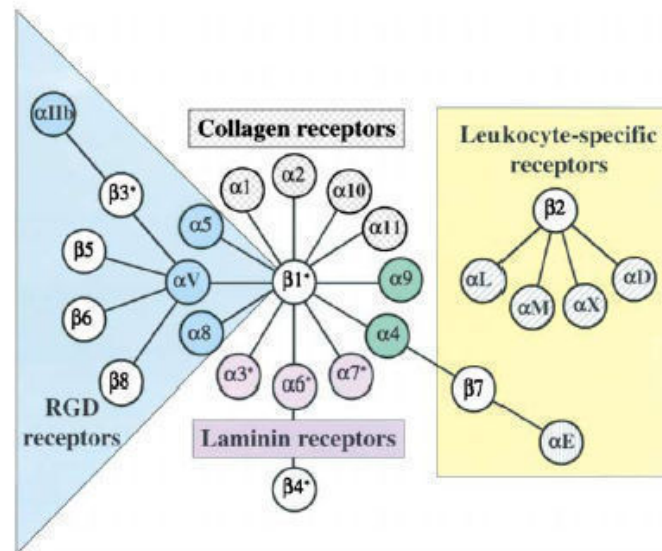 αIIb
Collagen receptors
Leukocyte-specific
receptors
β3*
α1
α2
α10
β2
α5
α11
β5
αV
β1*
α9
αL
αM
αX
αD
β6
α8
α4
β8
α3*
α6*
α7*
β7
RGD
receptors
Laminin receptors
αE
β4*